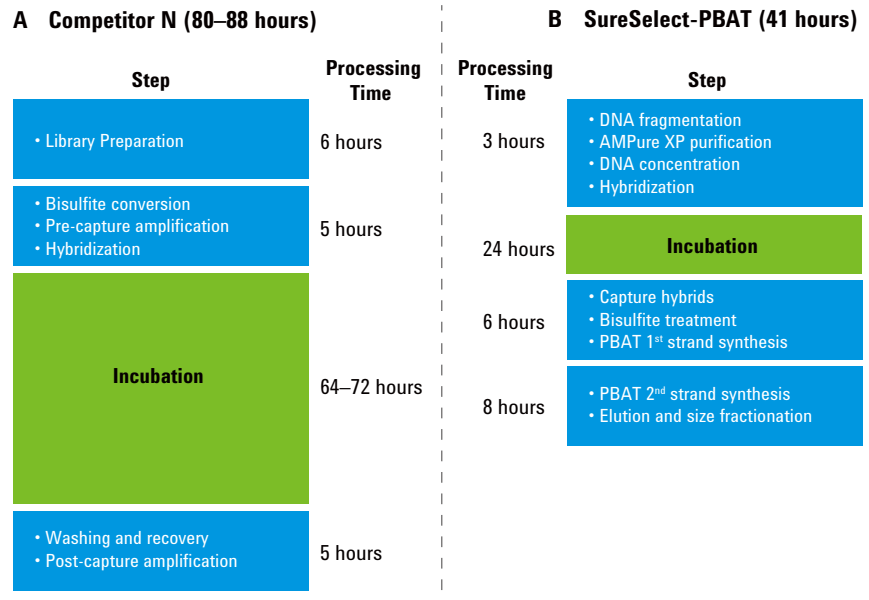 A Competitor N (80–88 hours)
Step
Processing
Time
• Library Preparation
6 hours
• Bisulfite conversion
• Pre-capture amplification
• Hybridization
5 hours
Incubation
64–72 hours
• Washing and recovery
• Post-capture amplification
5 hours
B SureSelect-PBAT (41 hours)
Processing
Time
Step
3 hours
• DNA fragmentation
• AMPure XP purification
• DNA concentration
• Hybridization
24 hours
Incubation
6 hours
• Capture hybrids
• Bisulfite treatment
• PBAT 1st strand synthesis
8 hours
• PBAT 2nd strand synthesis
• Elution and size fractionation